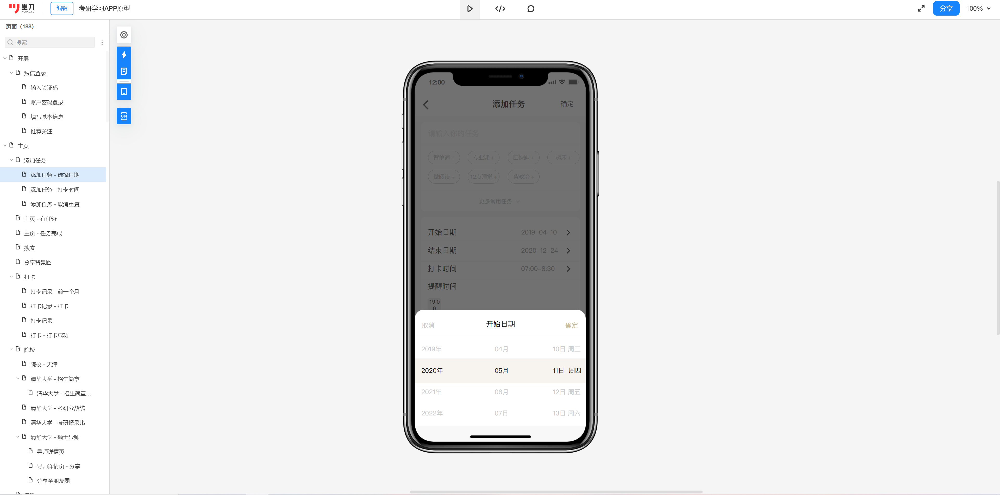 墨刀
MODAO.CC
编辑
考研学习APP原型
分享
100%
页面（188）
搜索
开屏
短信登录
输入验证码
账户密码登录
填写基本信息
推荐关注
主页
添加任务
添加任务 - 选择日期
添加任务 - 打卡时间
添加任务 - 取消重复
主页 - 有任务
主页 - 任务完成
搜索
分享背景图
打卡
打卡记录 - 前一个月
打卡记录 - 打卡
打卡记录
打卡 - 打卡成功
院校
院校 - 天津
清华大学 - 招生简章
清华大学 - 招生简章...
清华大学 - 考研分数线
清华大学 - 考研报录比
清华大学 - 硕士导师
导师详情页
导师详情页 - 分享
分享至朋友圈
ON
12:00
添加任务
确定
请输入你的任务
背单词 + 专业课 + 画快题 + 起床 +
做阅读 + 12点睡觉 + 背政治 +
更多常用任务
开始日期 2019-04-10
结束日期 2020-12-24
打卡时间 07:00-8:30
提醒时间
19:0
0
取消 开始日期 确定
2019年 04月 10日 周三
2020年 05月 11日 周四
2021年 06月 12日 周五
2022年 07月 13日 周六